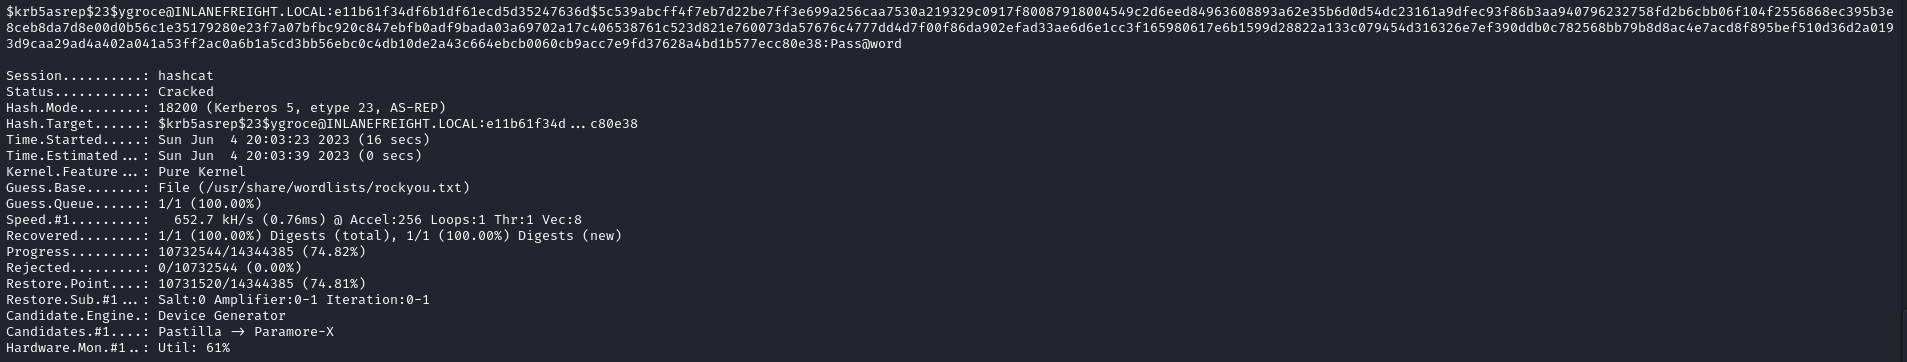 $krb5asrep$23$ygroce@INLANEFREIGHT.LOCAL:e11b61f34df6b1df61ecd5d35247636d$5c539abcff4f7eb7d22be7ff3e699a256caa7530a219329c0917f80087918004549c2d6eed84963608893a62e35b6d0d54dc23161a9dfec93f86b3aa940796232758fd2b6cbb06f104f2556868ec395b3e
8ceb8da7d8e00d0b56c1e35179280e23f7a07bfbc920c847ebfb0adf9bada03a69702a17c406538761c523d821e760073da57676c4777dd4d7f00f86da902efad33ae6d6e1cc3f165980617e6b1599d28822a133c079454d316326e7ef390ddb0c782568bb79b8d8ac4e7acd8f895bef510d36d2a019
3d9caa29ad4a402a041a53ff2ac0a6b1a5cd3bb56ebc0c4db10de2a43c664ebcb0060cb9acc7e9fd37628a4bd1b577ecc80e38:Pass@word
Session..........: hashcat
Status...........: Cracked
Hash.Mode........: 18200 (Kerberos 5, etype 23, AS-REP)
Hash.Target......: $krb5asrep$23$ygroce@INLANEFREIGHT.LOCAL:e11b61f34d...c80e38
Time.Started.....: Sun Jun  4 20:03:23 2023 (16 secs)
Time.Estimated...: Sun Jun  4 20:03:39 2023 (0 secs)
Kernel.Feature...: Pure Kernel
Guess.Base.......: File (/usr/share/wordlists/rockyou.txt)
Guess.Queue......: 1/1 (100.00%)
Speed.#1.........:   652.7 kH/s (0.76ms) @ Accel:256 Loops:1 Thr:1 Vec:8
Recovered........: 1/1 (100.00%) Digests (total), 1/1 (100.00%) Digests (new)
Progress.........: 10732544/14344385 (74.82%)
Rejected.........: 0/10732544 (0.00%)
Restore.Point....: 10731520/14344385 (74.81%)
Restore.Sub.#1...: Salt:0 Amplifier:0-1 Iteration:0-1
Candidate.Engine.: Device Generator
Candidates.#1....: Pastilla -> Paramore-X
Hardware.Mon.#1..: Util: 61%